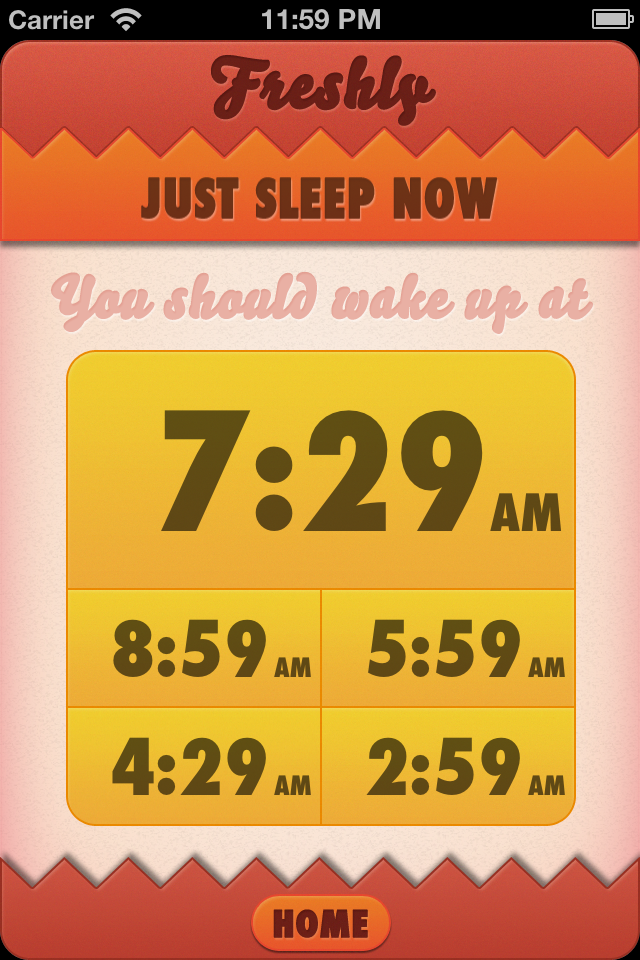 Carrier 11:59 PM
Freshly
JUST SLEEP NOW
You should wake up at
7:29 AM
8:59 AM 5:59 AM
4:29 AM 2:59 AM
HOME